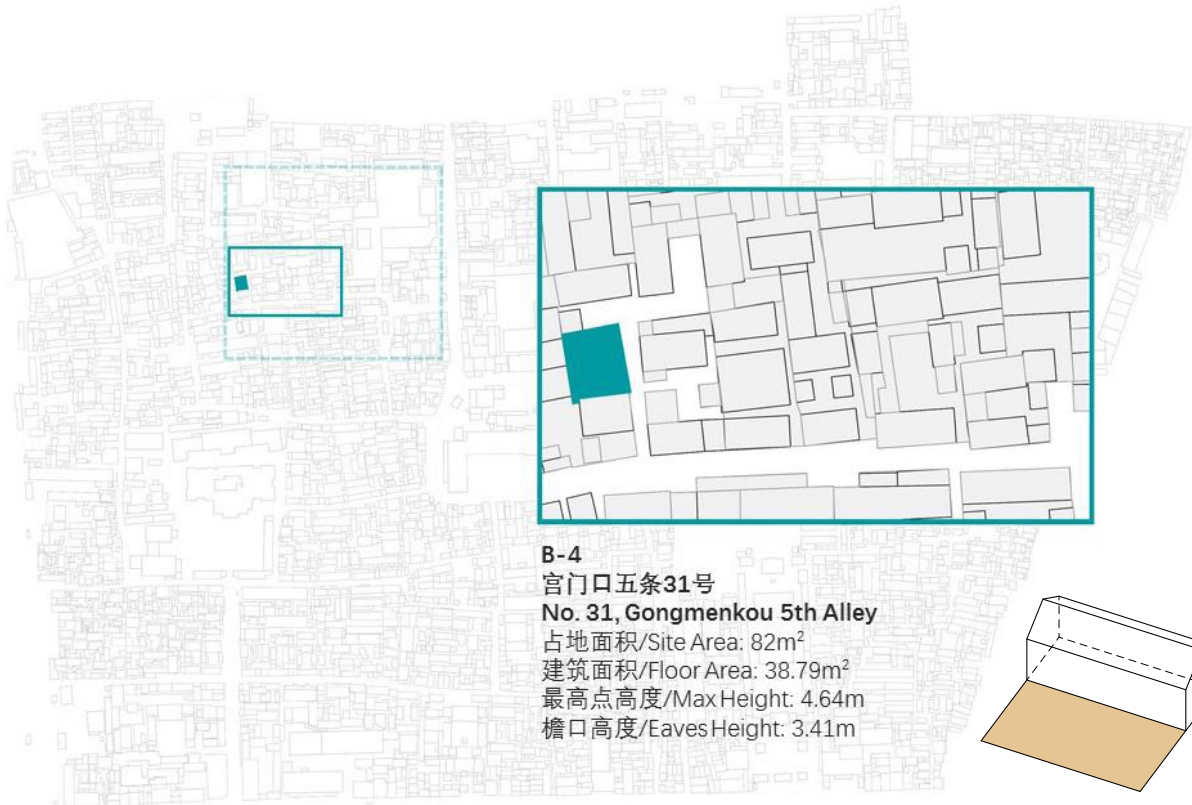 B-4
宫门口五条31号
No. 31, Gongmenkou 5th Alley
占地面积/Site Area: 82m²
建筑面积/Floor Area: 38.79m²
最高点高度/Max Height: 4.64m
檐口高度/Eaves Height: 3.41m